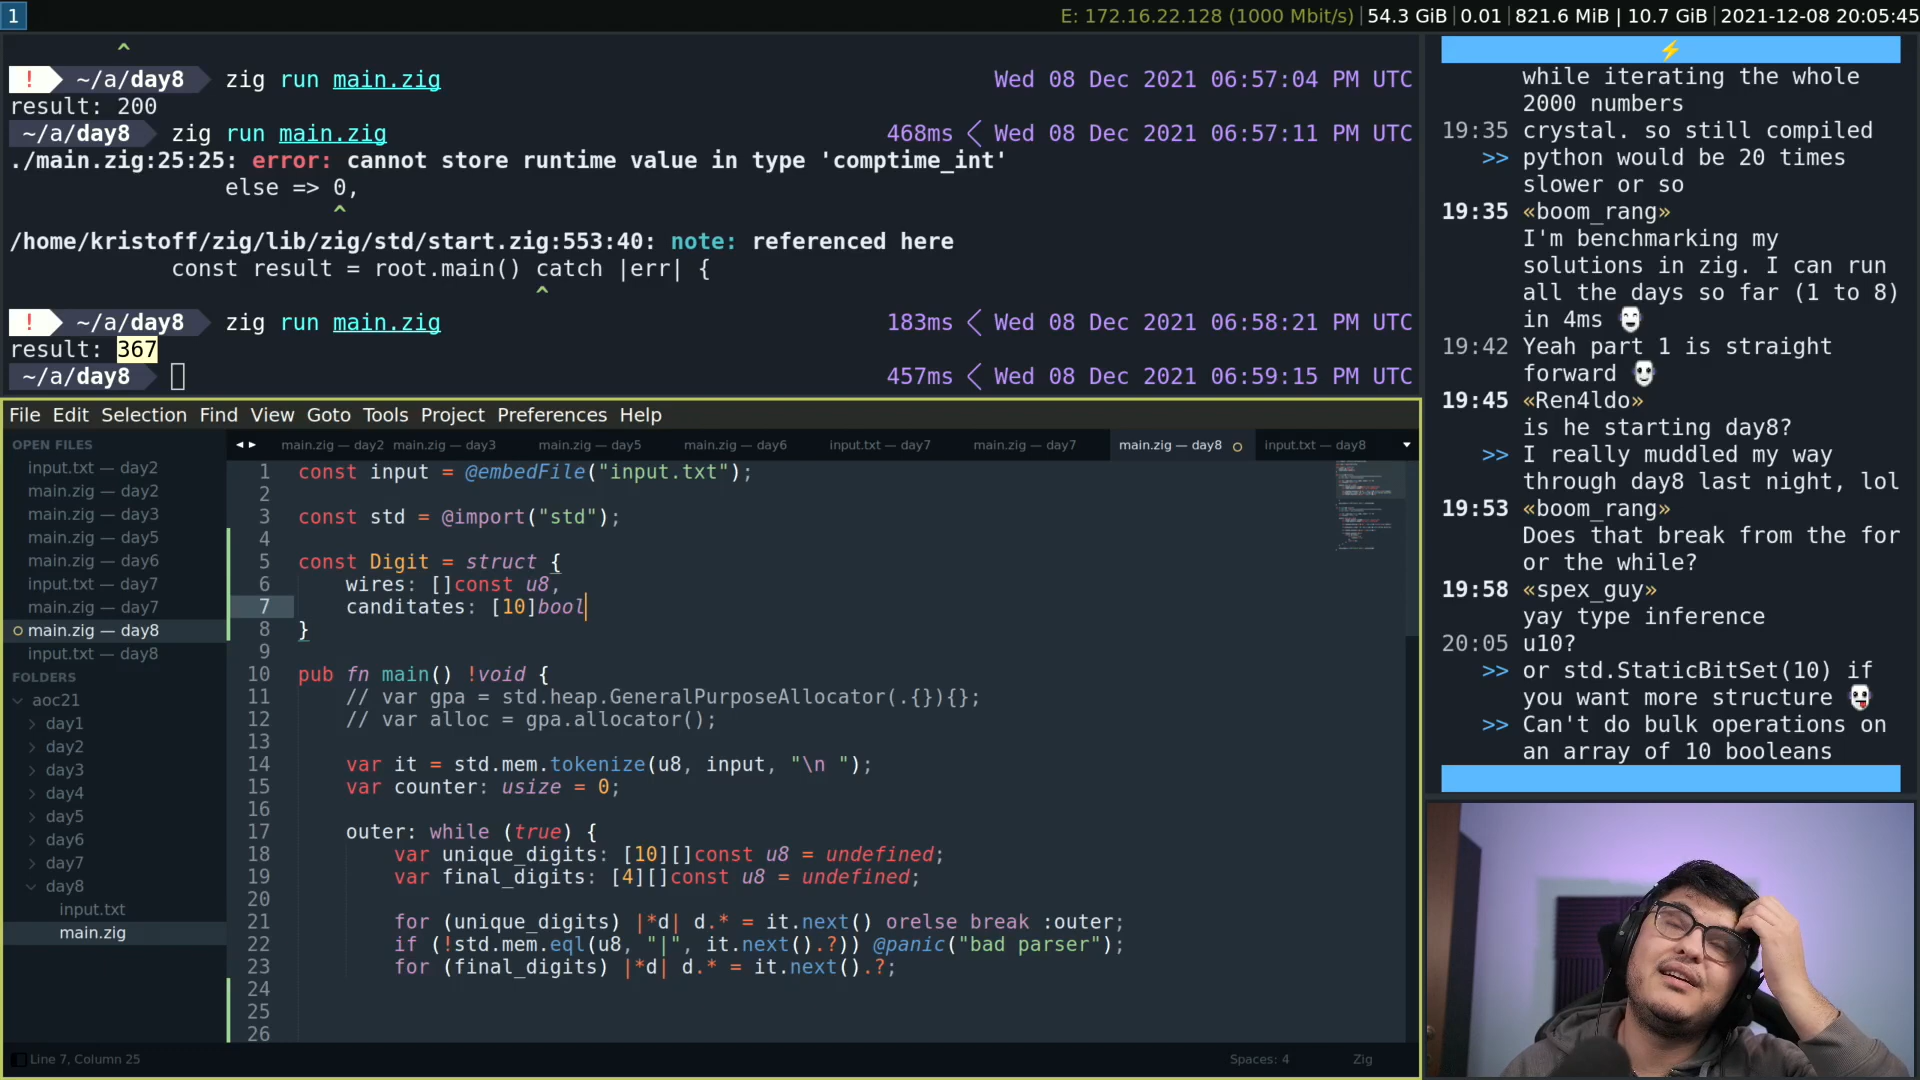 1
E: 172.16.22.128 (1000 Mbit/s) | 54.3 GiB | 0.01 | 821.6 MiB | 10.7 GiB | 2021-12-08 20:05:45
^
! ~/a/day8 zig run main.zig Wed 08 Dec 2021 06:57:04 PM UTC
result: 200
~/a/day8 zig run main.zig 468ms Wed 08 Dec 2021 06:57:11 PM UTC
./main.zig:25:25: error: cannot store runtime value in type 'comptime_int'
else => 0,
^
/home/kristoff/zig/lib/zig/std/start.zig:553:40: note: referenced here
const result = root.main() catch |err| {
^
! ~/a/day8 zig run main.zig 183ms Wed 08 Dec 2021 06:58:21 PM UTC
result: 367
~/a/day8 457ms Wed 08 Dec 2021 06:59:15 PM UTC
File Edit Selection Find View Goto Tools Project Preferences Help
OPEN FILES
input.txt — day2
main.zig — day2
main.zig — day3
main.zig — day5
main.zig — day6
input.txt — day7
main.zig — day7
main.zig — day8
input.txt — day8
FOLDERS
aoc21
day1
day2
day3
day4
day5
day6
day7
day8
input.txt
main.zig
main.zig — day2 main.zig — day3 main.zig — day5 main.zig — day6 input.txt — day7 main.zig — day7 main.zig — day8 input.txt — day8
1 const input = @embedFile("input.txt");
2
3 const std = @import("std");
4
5 const Digit = struct {
6 wires: []const u8,
7 canditates: [10]bool
8 }
9
10 pub fn main() !void {
11 // var gpa = std.heap.GeneralPurposeAllocator(.{}){};
12 // var alloc = gpa.allocator();
13
14 var it = std.mem.tokenize(u8, input, "\n ");
15 var counter: usize = 0;
16
17 outer: while (true) {
18 var unique_digits: [10][]const u8 = undefined;
19 var final_digits: [4][]const u8 = undefined;
20
21 for (unique_digits) |*d| d.* = it.next() orelse break :outer;
22 if (!std.mem.eql(u8, "|", it.next().?)) @panic("bad parser");
23 for (final_digits) |*d| d.* = it.next().?;
24
25
26
Line 7, Column 25 Spaces: 4 Zig
while iterating the whole
2000 numbers
19:35 crystal. so still compiled
>> python would be 20 times
slower or so
19:35 «boom_rang»
I'm benchmarking my
solutions in zig. I can run
all the days so far (1 to 8)
in 4ms
19:42 Yeah part 1 is straight
forward
19:45 «Ren4ldo»
is he starting day8?
>> I really muddled my way
through day8 last night, lol
19:53 «boom_rang»
Does that break from the for
or the while?
19:58 «spex_guy»
yay type inference
20:05 u10?
>> or std.StaticBitSet(10) if
you want more structure
>> Can't do bulk operations on
an array of 10 booleans